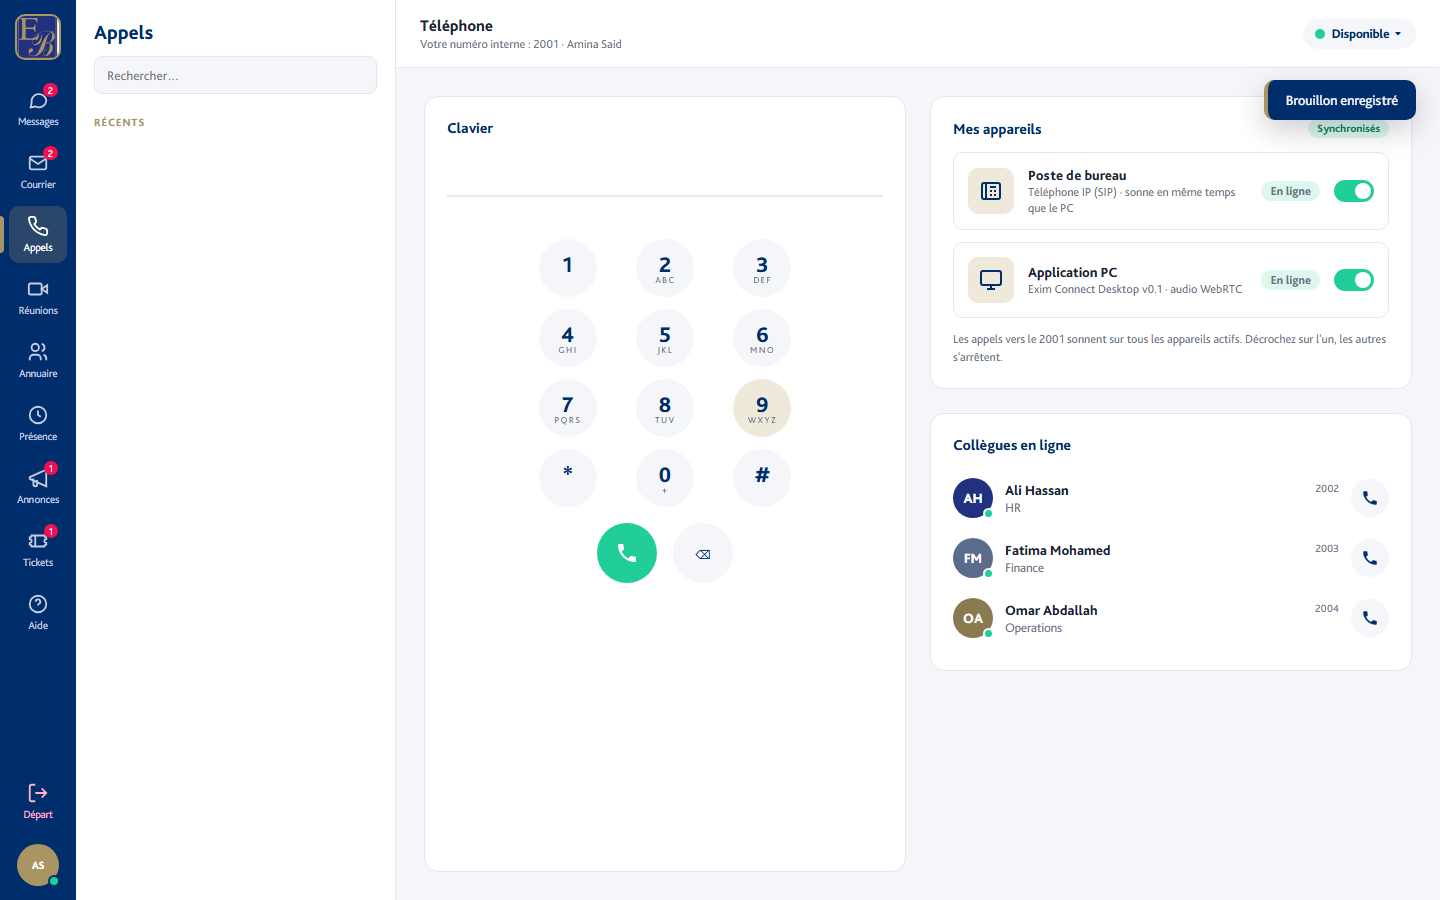 EB
2
Messages
2
Courrier
Appels
Réunions
Annuaire
Présence
1
Annonces
1
Tickets
Aide
Départ
AS
Appels
Rechercher...
RÉCENTS
Téléphone
Votre numéro interne : 2001 · Amina Said
Disponible
Brouillon enregistré
Clavier
1
2
ABC
3
DEF
4
GHI
5
JKL
6
MNO
7
PQRS
8
TUV
9
WXYZ
*
0
+
#
Mes appareils
Synchronisés
Poste de bureau
Téléphone IP (SIP) · sonne en même temps
que le PC
En ligne
Application PC
Exim Connect Desktop v0.1 · audio WebRTC
En ligne
Les appels vers le 2001 sonnent sur tous les appareils actifs. Décrochez sur l'un, les autres
s'arrêtent.
Collègues en ligne
AH
Ali Hassan
HR
2002
FM
Fatima Mohamed
Finance
2003
OA
Omar Abdallah
Operations
2004